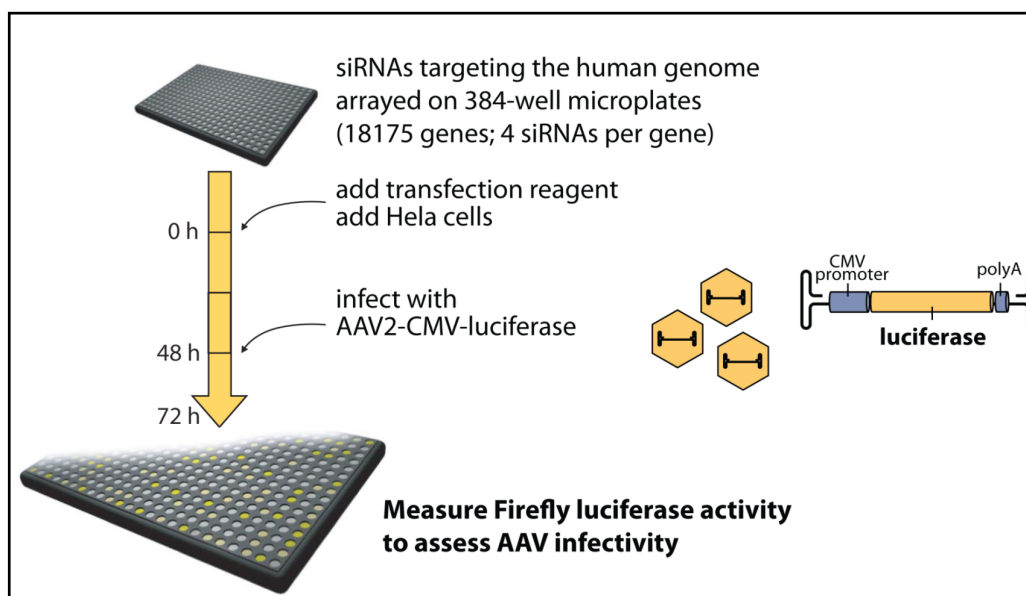 siRNAs targeting the human genome
arrayed on 384-well microplates
(18175 genes; 4 siRNAs per gene)
add transfection reagent
add Hela cells
0 h
infect with
AAV2-CMV-luciferase
48 h
72 h
CMV
promoter
polyA
luciferase
Measure Firefly luciferase activity
to assess AAV infectivity